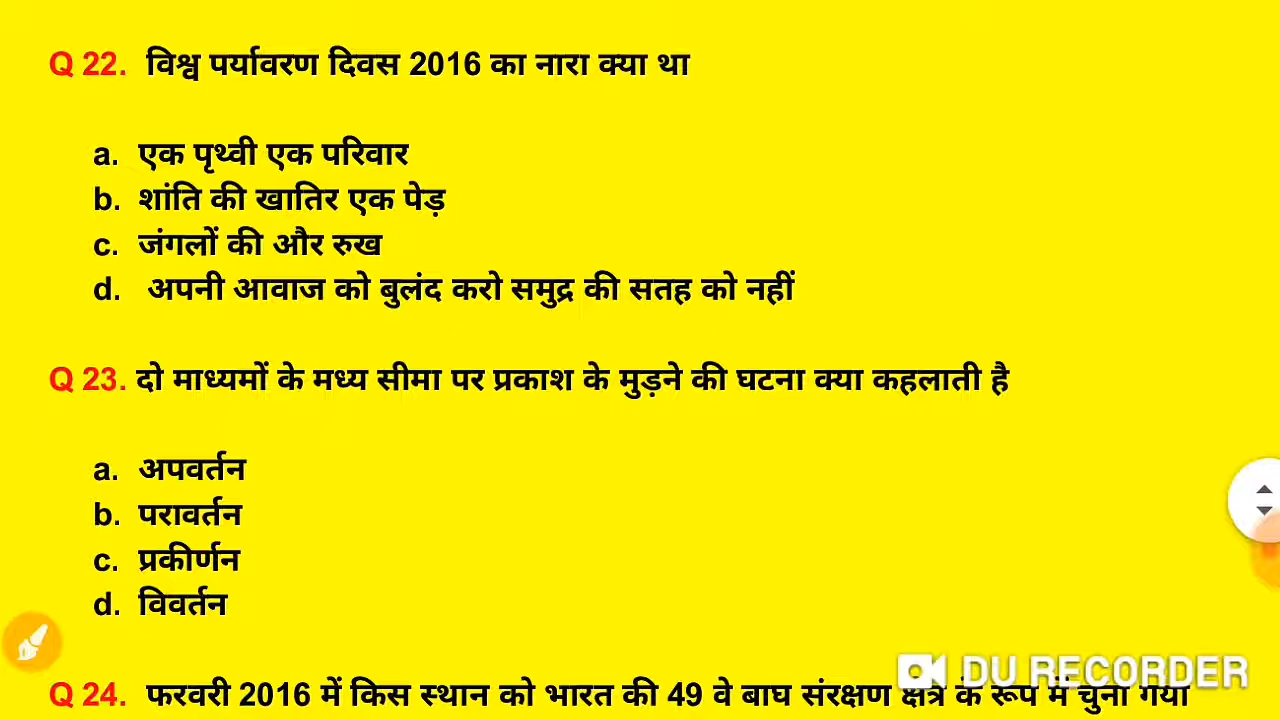 Q 22. विश्व पर्यावरण दिवस 2016 का नारा क्या था
a. एक पृथ्वी एक परिवार
b. शांति की खातिर एक पेड़
c. जंगलों की और रुख
d. अपनी आवाज को बुलंद करो समुद्र की सतह को नहीं
Q 23. दो माध्यमों के मध्य सीमा पर प्रकाश के मुड़ने की घटना क्या कहलाती है
a. अपवर्तन
b. परावर्तन
c. प्रकीर्णन
d. विवर्तन
DU RECORDER
Q 24. फरवरी 2016 में किस स्थान को भारत की 49 वे बाघ संरक्षण क्षेत्र के रूप में चुना गया